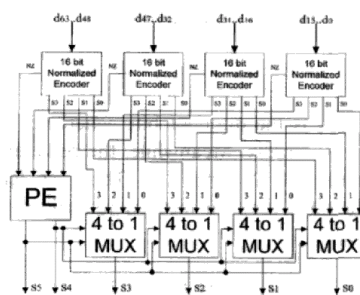 d63..d48 d47..d32 d31..d16 d15..d0
NZ 16 bit Normalized Encoder
NZ 16 bit Normalized Encoder
NZ 16 bit Normalized Encoder
NZ 16 bit Normalized Encoder
S3 S2 S1 S0 S3 S2 S1 S0 S3 S2 S1 S0 S3 S2 S1 S0
3 2 1 0 3 2 1 0 3 2 1 0 3 2 1
PE
4 to 1 MUX
4 to 1 MUX
4 to 1 MUX
4 to 1 MUX
S5 S4 S3 S2 S1 S0